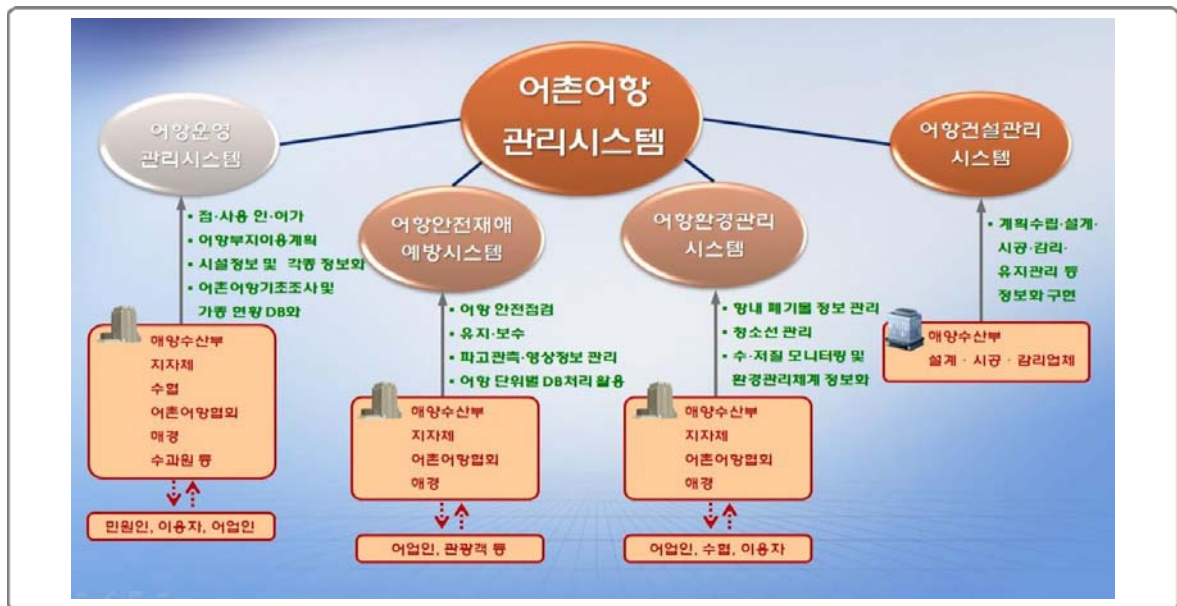 어촌어항
관리시스템
어항운영
관리시스템
▪ 점·사용 인·허가
▪ 어항부지이용계획
▪ 시설정보 및 각종 정보화
▪ 어촌어항기초조사 및
가종 현황 DB화
해양수산부
지자체
수협
어촌어항협회
해경
수과원 등
민원인, 이용자, 어업인
어항안전재해
예방시스템
▪ 어항 안전점검
▪ 유지·보수
▪ 파고관측·영상정보 관리
▪ 어항 단위별 DB처리 활용
해양수산부
지자체
어촌어항협회
해경
어업인, 관광객 등
어항환경관리
시스템
▪ 항내 폐기물 정보 관리
▪ 청소선 관리
▪ 수·저질 모니터링 및
환경관리체계 정보화
해양수산부
지자체
어촌어항협회
해경
어업인, 수협, 이용자
어항건설관리
시스템
▪ 계획수립·설계·
시공·감리·
유지관리 등
정보화 구현
해양수산부
설계 · 시공 · 감리업체